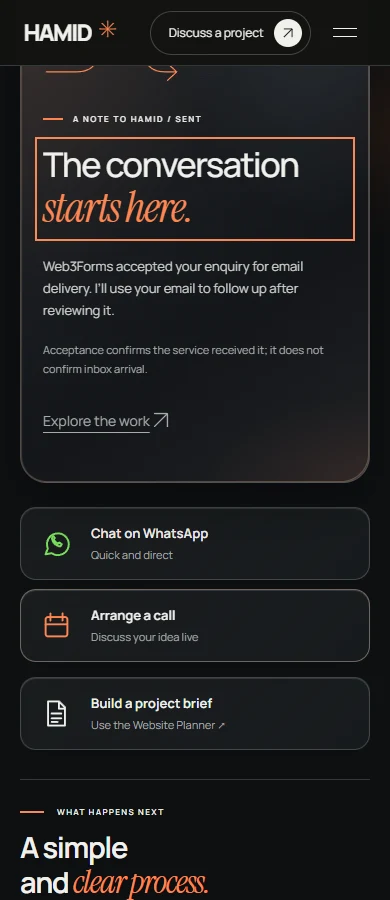 HAMID
Discuss a project
A NOTE TO HAMID / SENT
The conversation
starts here.
Web3Forms accepted your enquiry for email
delivery. I'll use your email to follow up after
reviewing it.
Acceptance confirms the service received it; it does not
confirm inbox arrival.
Explore the work
Chat on WhatsApp
Quick and direct
Arrange a call
Discuss your idea live
Build a project brief
Use the Website Planner ↗
WHAT HAPPENS NEXT
A simple
and clear process.